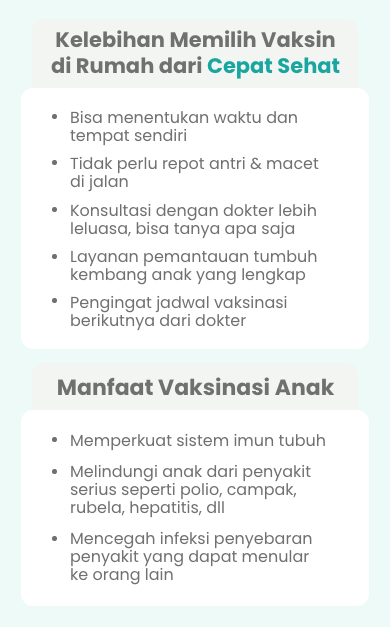 Kelebihan Memilih Vaksin
di Rumah dari Cepat Sehat
• Bisa menentukan waktu dan
tempat sendiri
• Tidak perlu repot antri & macet
di jalan
• Konsultasi dengan dokter lebih
leluasa, bisa tanya apa saja
• Layanan pemantauan tumbuh
kembang anak yang lengkap
• Pengingat jadwal vaksinasi
berikutnya dari dokter
Manfaat Vaksinasi Anak
• Memperkuat sistem imun tubuh
• Melindungi anak dari penyakit
serius seperti polio, campak,
rubela, hepatitis, dll
• Mencegah infeksi penyebaran
penyakit yang dapat menular
ke orang lain